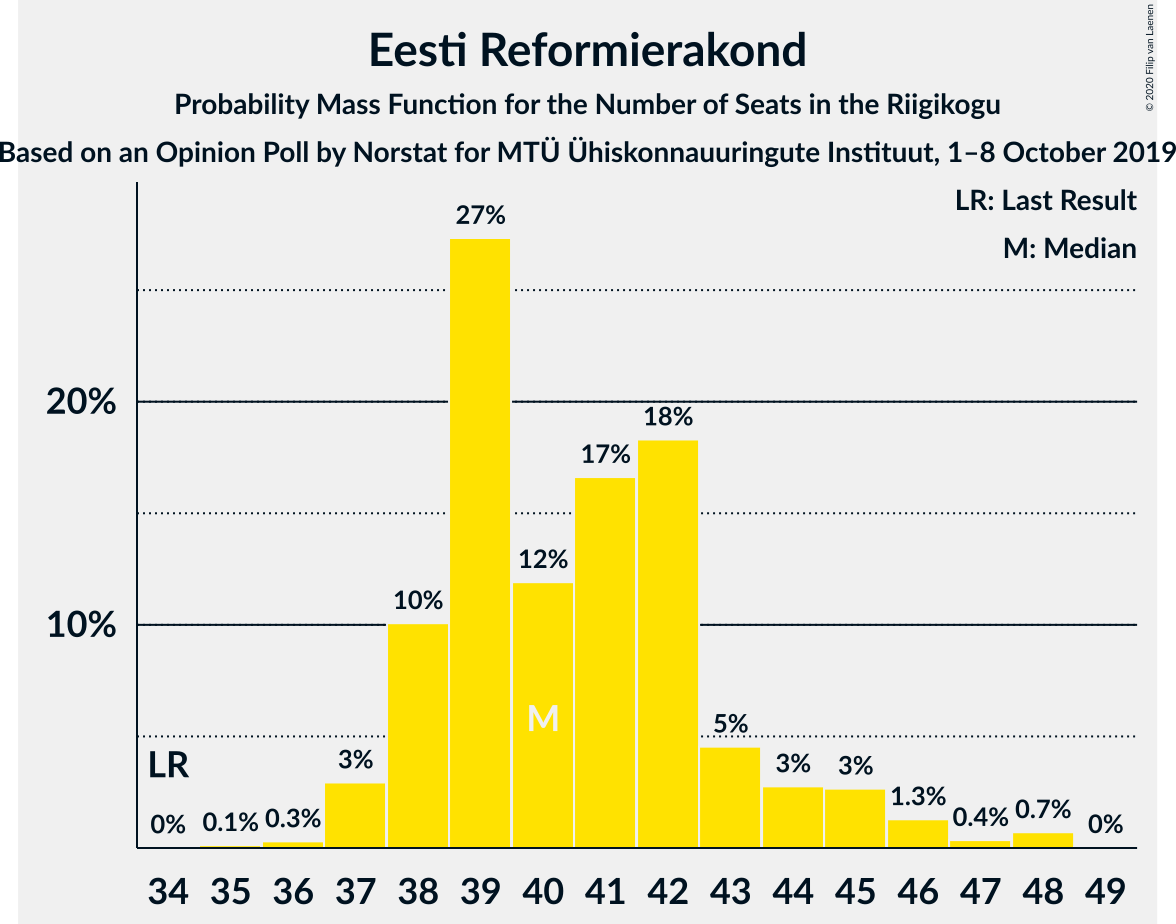 Eesti Reformierakond
Probability Mass Function for the Number of Seats in the Riigikogu
Based on an Opinion Poll by Norstat for MTÜ Ühiskonnauuringute Instituut, 1–8 October 2019
© 2020 Filip van Laenen
LR: Last Result
M: Median
27%
20%
18%
17%
12%
10%
10%
M
5%
LR
3%
3%
3%
1.3%
0% 0.1% 0.3%
0.4% 0.7% 0%
34 35 36 37 38 39 40 41 42 43 44 45 46 47 48 49